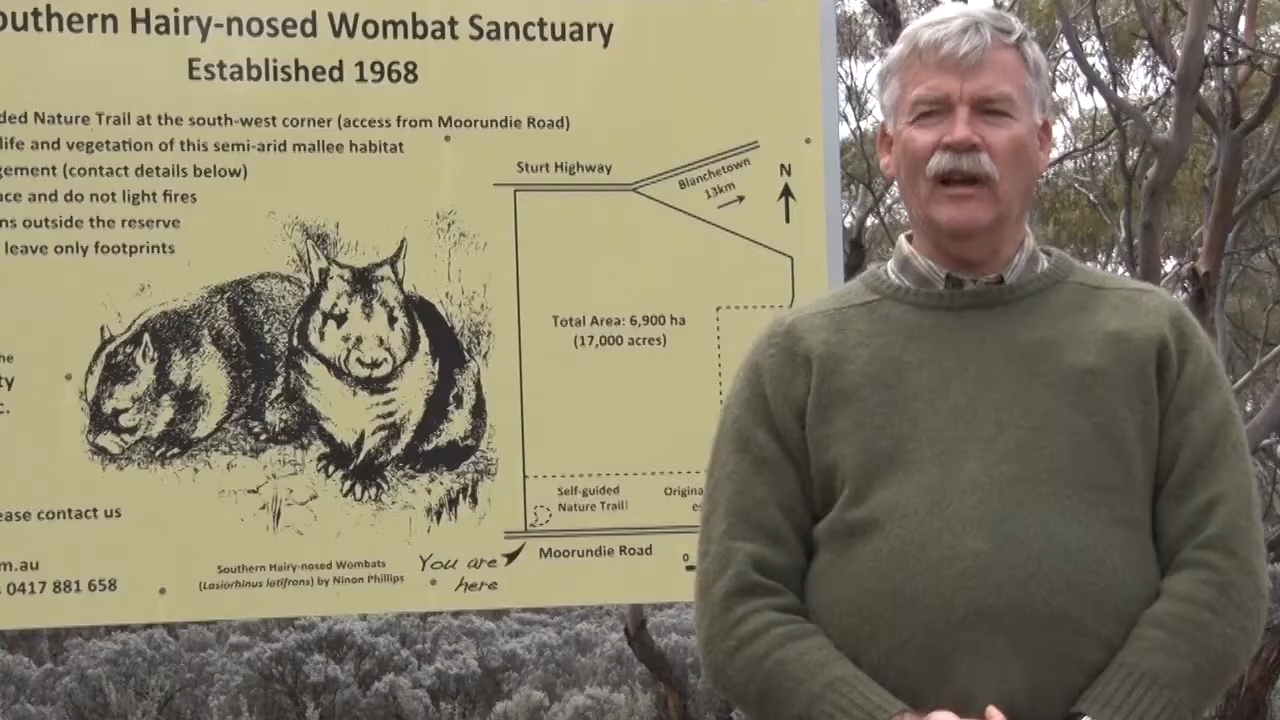 outhern Hairy-nosed Wombat Sanctuary
Established 1968
ded Nature Trail at the south-west corner (access from Moorundie Road)
life and vegetation of this semi-arid mallee habitat
gement (contact details below)
ace and do not light fires
ns outside the reserve
leave only footprints
Sturt Highway
Blanchetown
13km
N
Total Area: 6,900 ha
(17,000 acres)
he
ty
c.
Self-guided
Nature Trail!
Origina
es
ease contact us
Moorundie Road
0
You are
here
m.au
0417 881 658
Southern Hairy-nosed Wombats
(Lasiorhinus latifrons) by Ninon Phillips